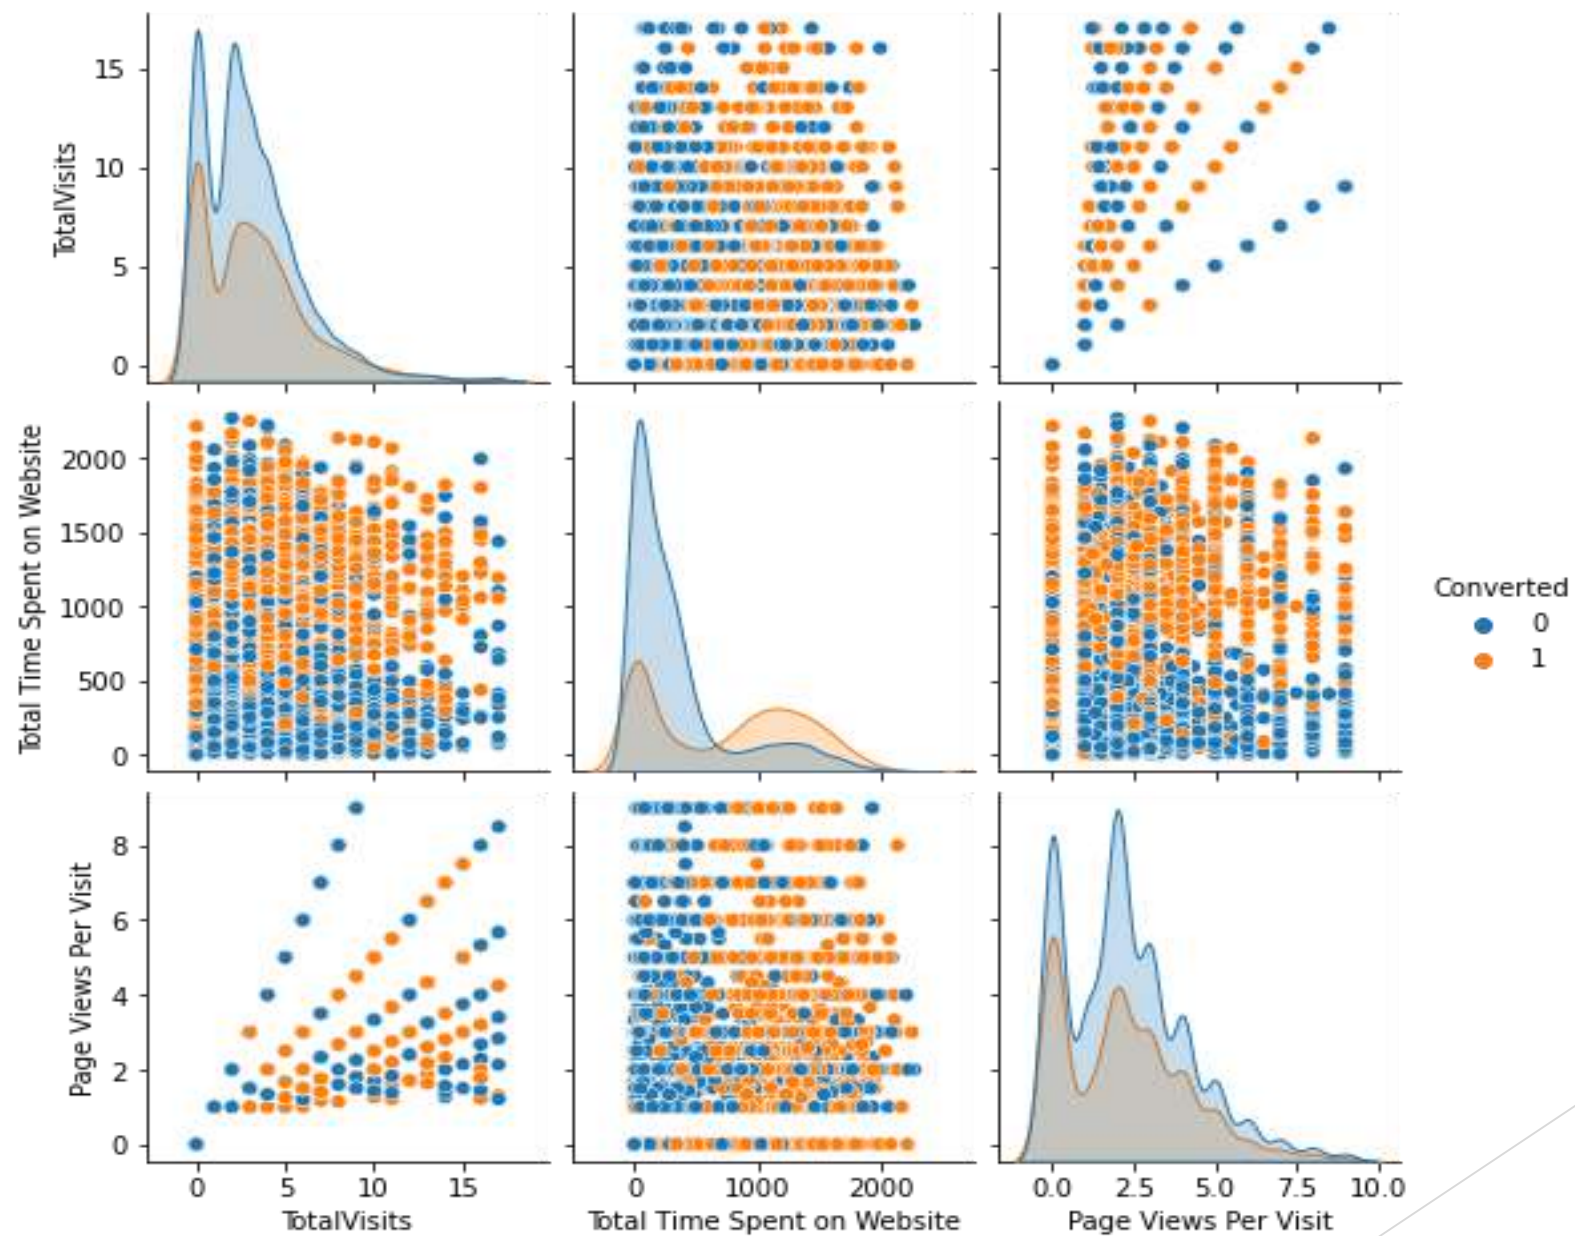 TotalVisits
15
10
5
0
Total Time Spent on Website
2000
1500
1000
500
0
Converted
0
1
Page Views Per Visit
8
6
4
2
0
0 5 10 15
0 1000 2000
0.0 2.5 5.0 7.5 10.0
TotalVisits
Total Time Spent on Website
Page Views Per Visit